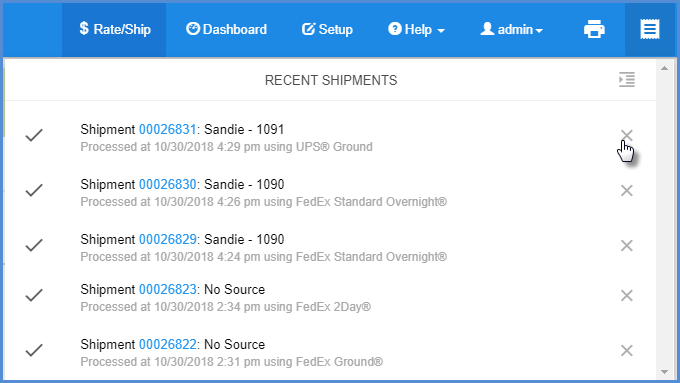 $ Rate/Ship Dashboard Setup Help admin
RECENT SHIPMENTS
Shipment 00026831: Sandie - 1091
Processed at 10/30/2018 4:29 pm using UPS® Ground
Shipment 00026830: Sandie - 1090
Processed at 10/30/2018 4:26 pm using FedEx Standard Overnight®
Shipment 00026829: Sandie - 1090
Processed at 10/30/2018 4:24 pm using FedEx Standard Overnight®
Shipment 00026823: No Source
Processed at 10/30/2018 2:34 pm using FedEx 2Day®
Shipment 00026822: No Source
Processed at 10/30/2018 2:31 pm using FedEx Ground®